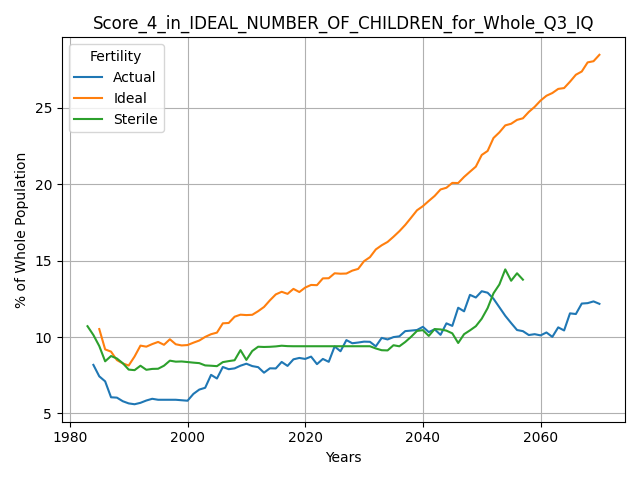 Score_4_in_IDEAL_NUMBER_OF_CHILDREN_for_Whole_Q3_IQ
Fertility
Actual
Ideal
Sterile
% of Whole Population
25
20
15
10
5
1980
2000
2020
2040
2060
Years